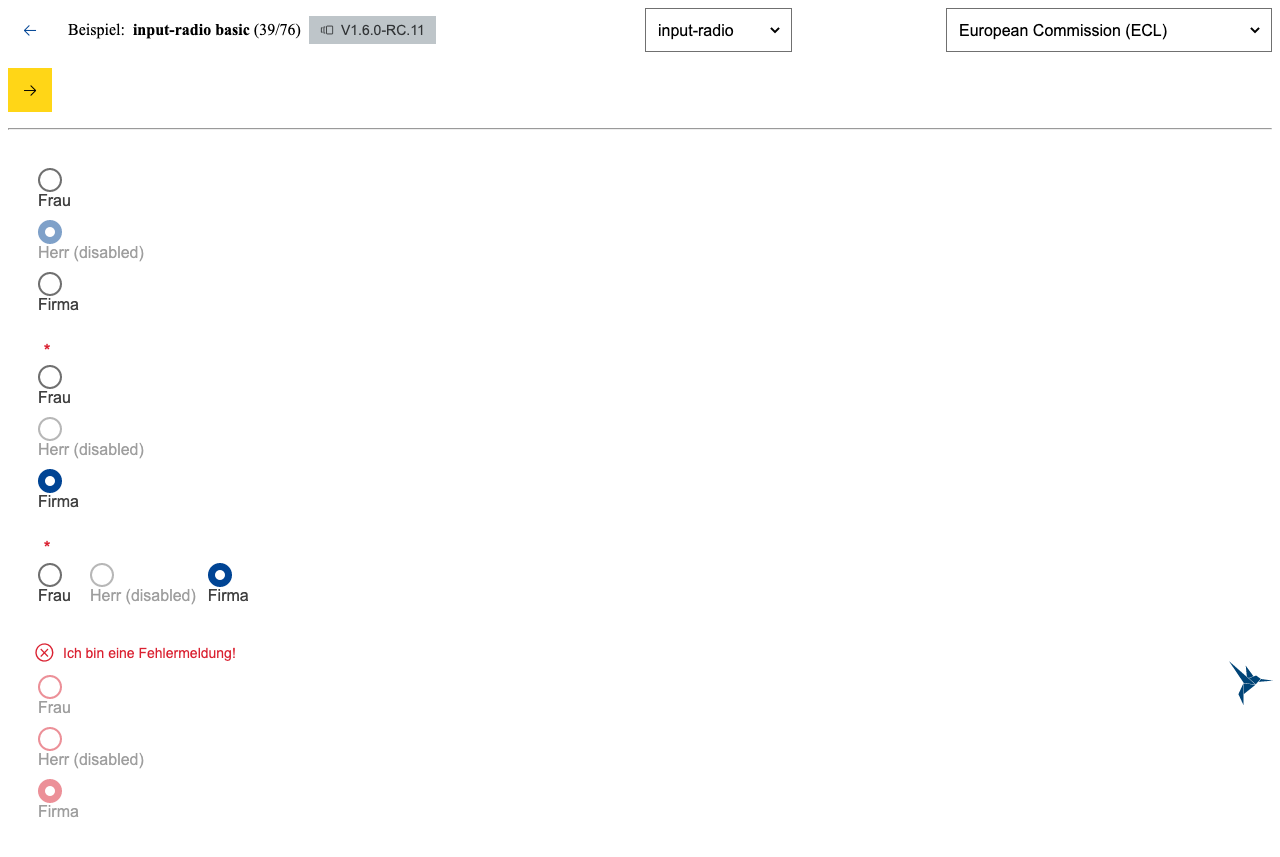 Beispiel: input-radio basic (39/76) V1.6.0-RC.11 input-radio European Commission (ECL)
Frau
Herr (disabled)
Firma
*
Frau
Herr (disabled)
Firma
*
Frau Herr (disabled) Firma
Ich bin eine Fehlermeldung!
Frau
Herr (disabled)
Firma